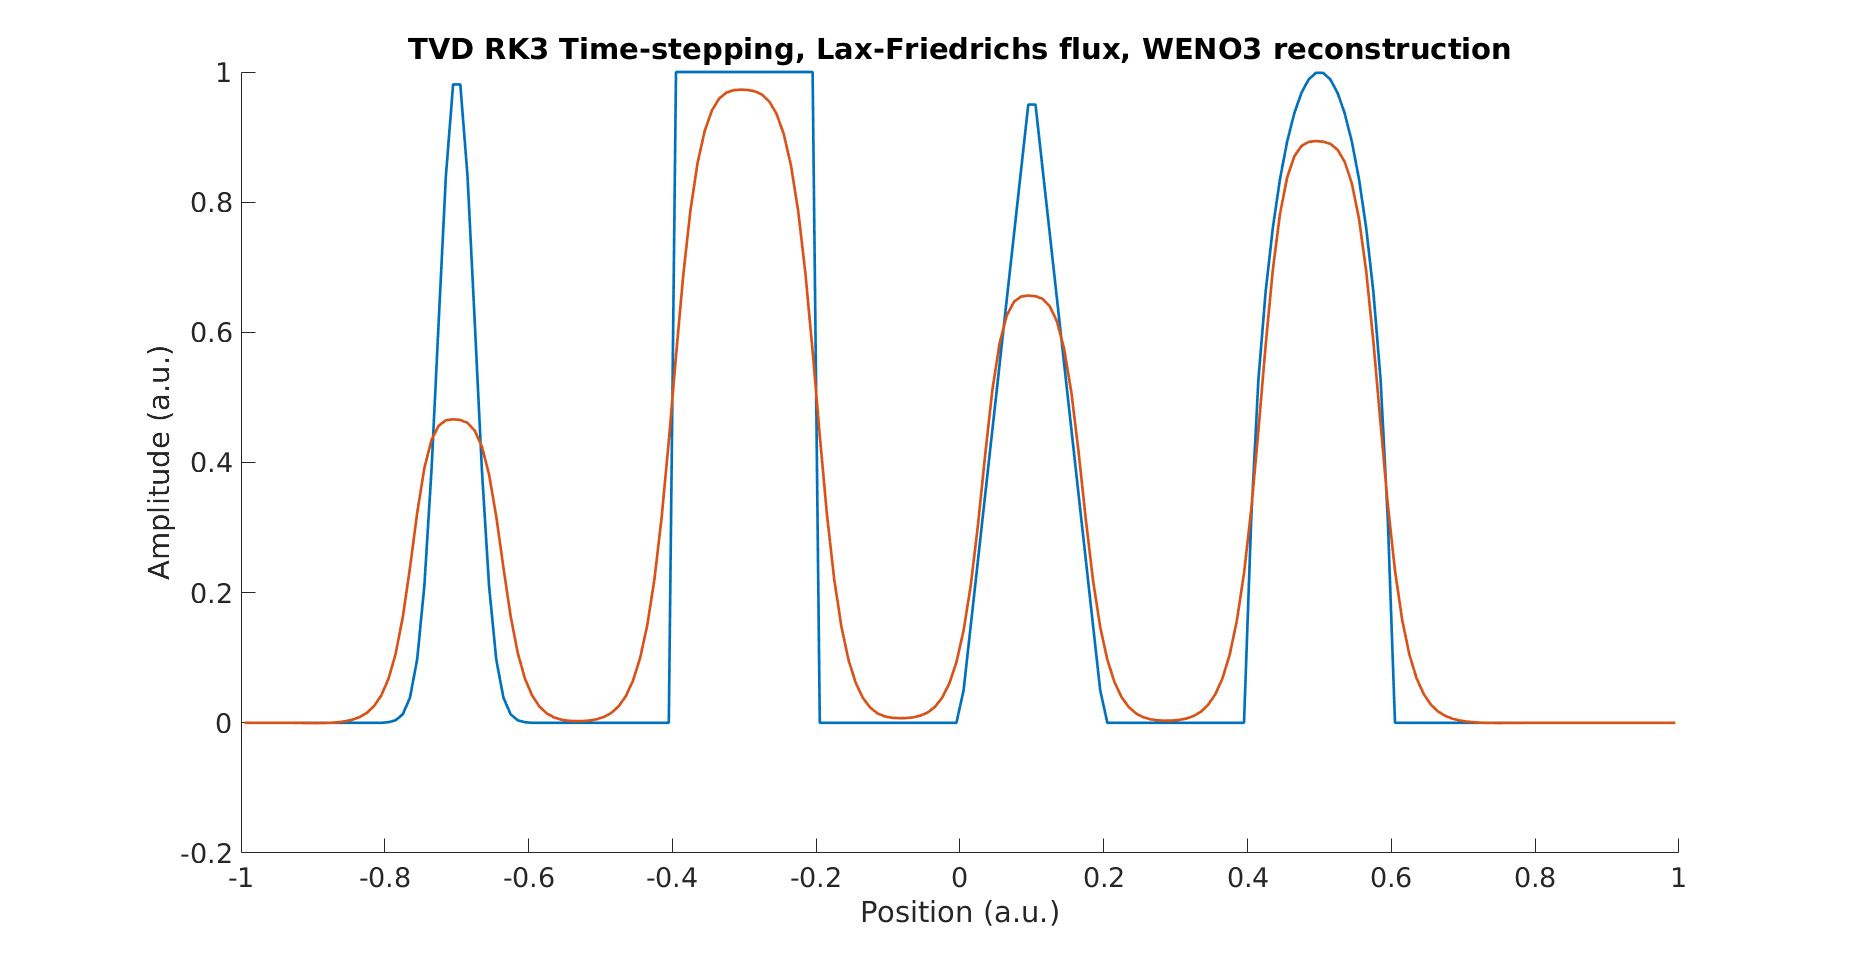 TVD RK3 Time-stepping, Lax-Friedrichs flux, WENO3 reconstruction
1
0.8
0.6
0.4
0.2
0
-0.2
Amplitude (a.u.)
-1 -0.8 -0.6 -0.4 -0.2 0 0.2 0.4 0.6 0.8 1
Position (a.u.)